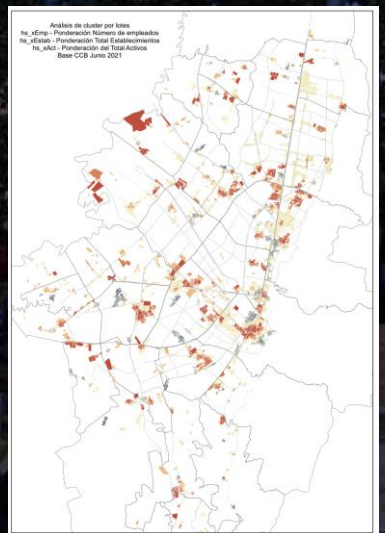 Análisis de cluster por lotes
hs_xEmp - Ponderación Número de empleados
hs_xEstab - Ponderación Total Establecimientos
hs_xAct - Ponderación del Total Activos
Base CCB Junio 2021